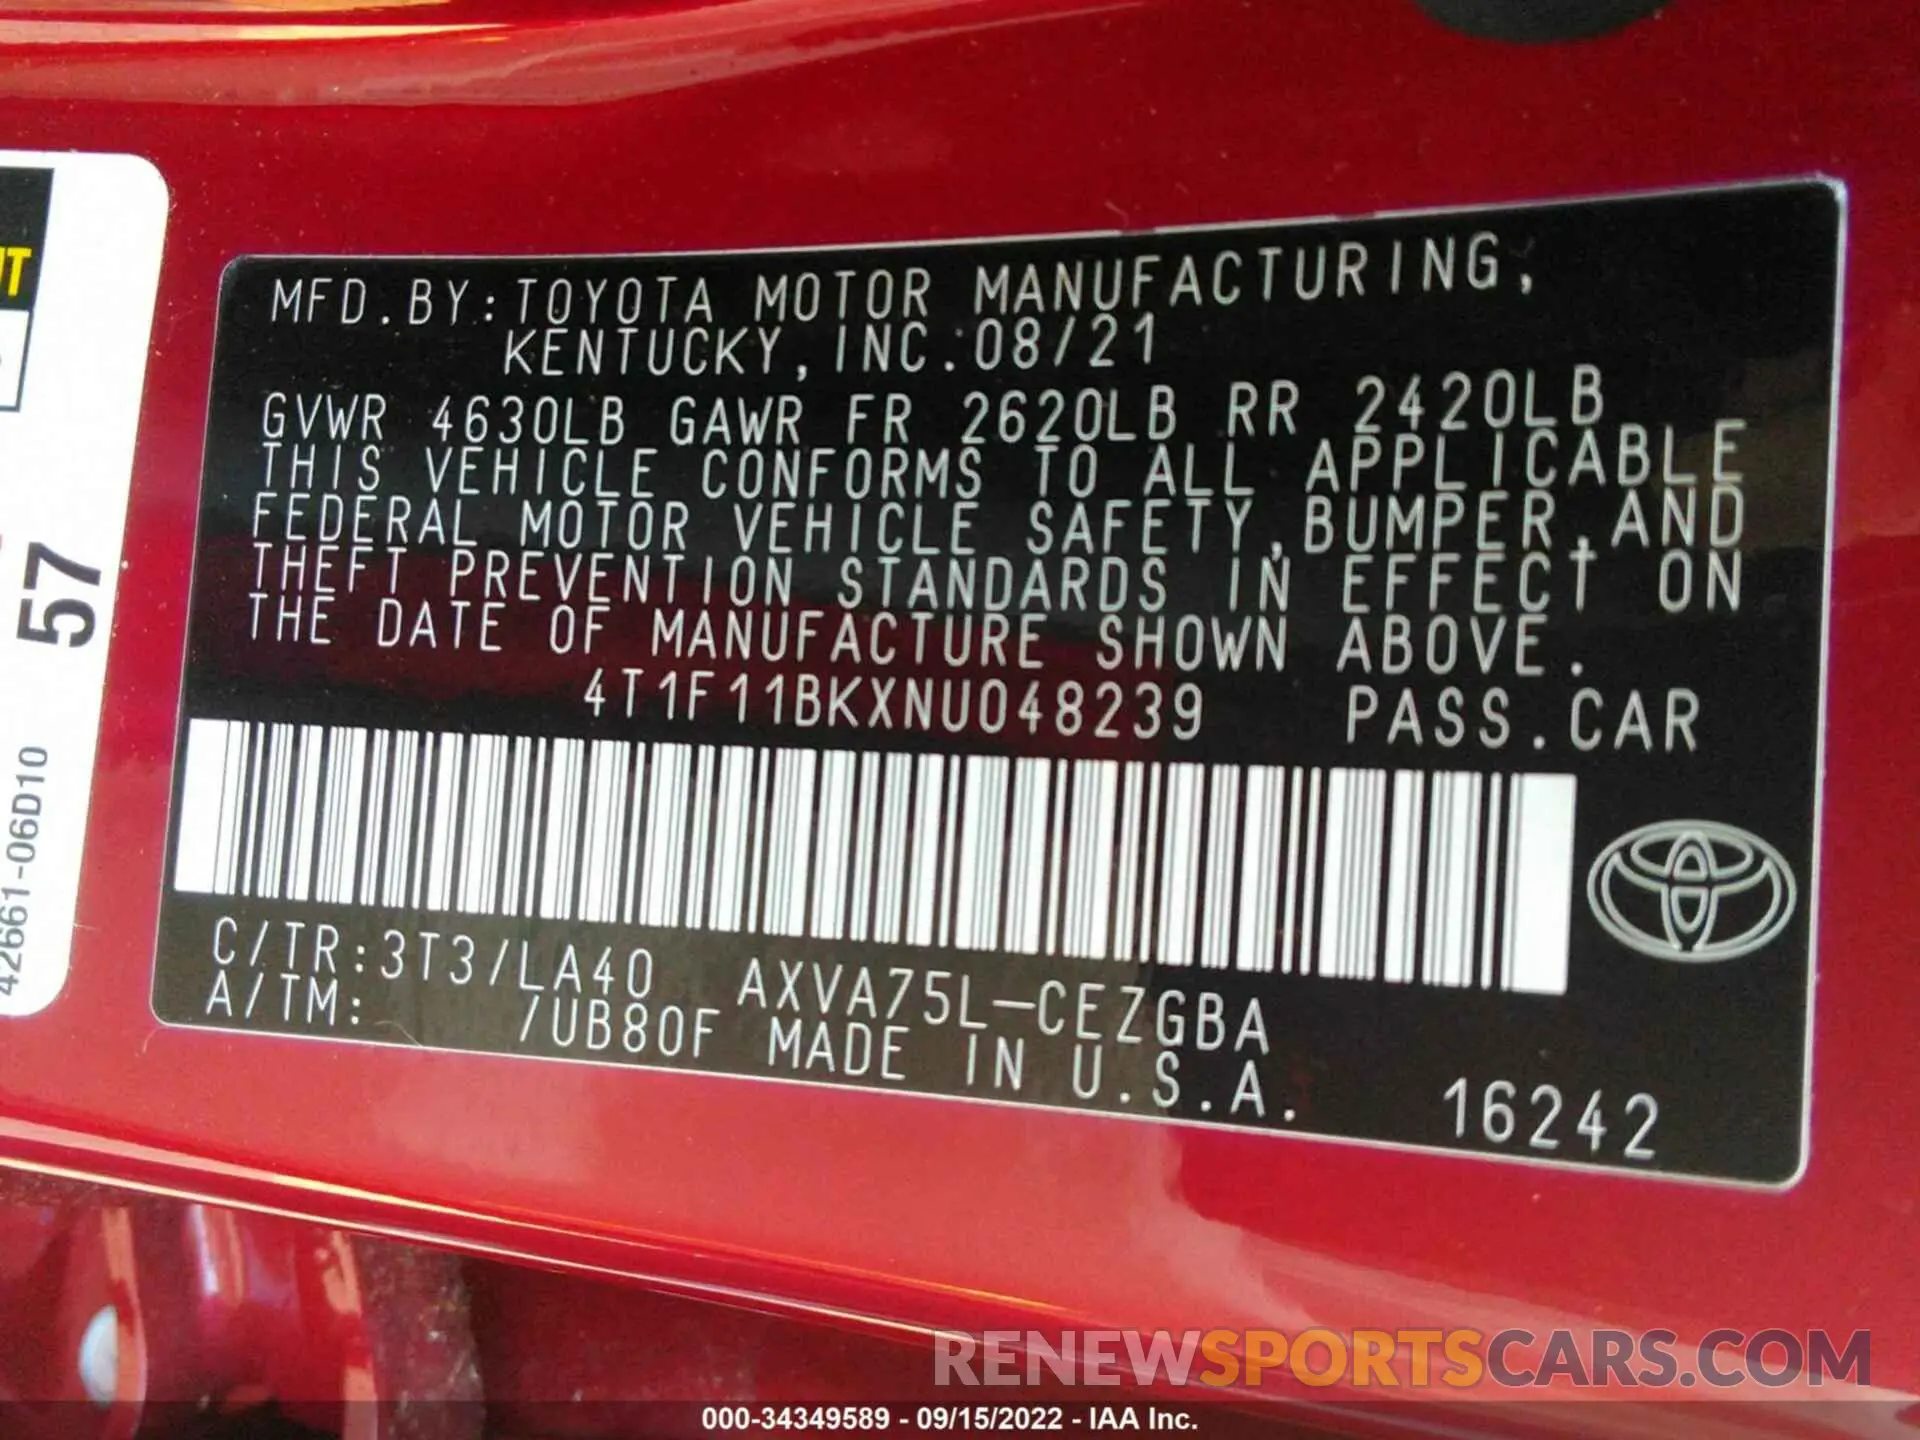 MFD.BY:TOYOTA MOTOR MANUFACTURING,
KENTUCKY,INC.08/21
GVWR 4630LB GAWR FR 2620LB RR 2420LB
THIS VEHICLE CONFORMS TO ALL APPLICABLE
FEDERAL MOTOR VEHICLE SAFETY,BUMPER,AND
THEFT PREVENTION STANDARDS IN EFFECT ON
THE DATE OF MANUFACTURE SHOWN ABOVE.
4T1F11BKXNU048239 PASS.CAR
C/TR:3T3/LA40 AXVA75L-CEZGBA
A/TM: /UB80F MADE IN U.S.A.
16242
57
42661-06D10
RENEWSPORTSCARS.COM
000-34349589 - 09/15/2022 - IAA Inc.